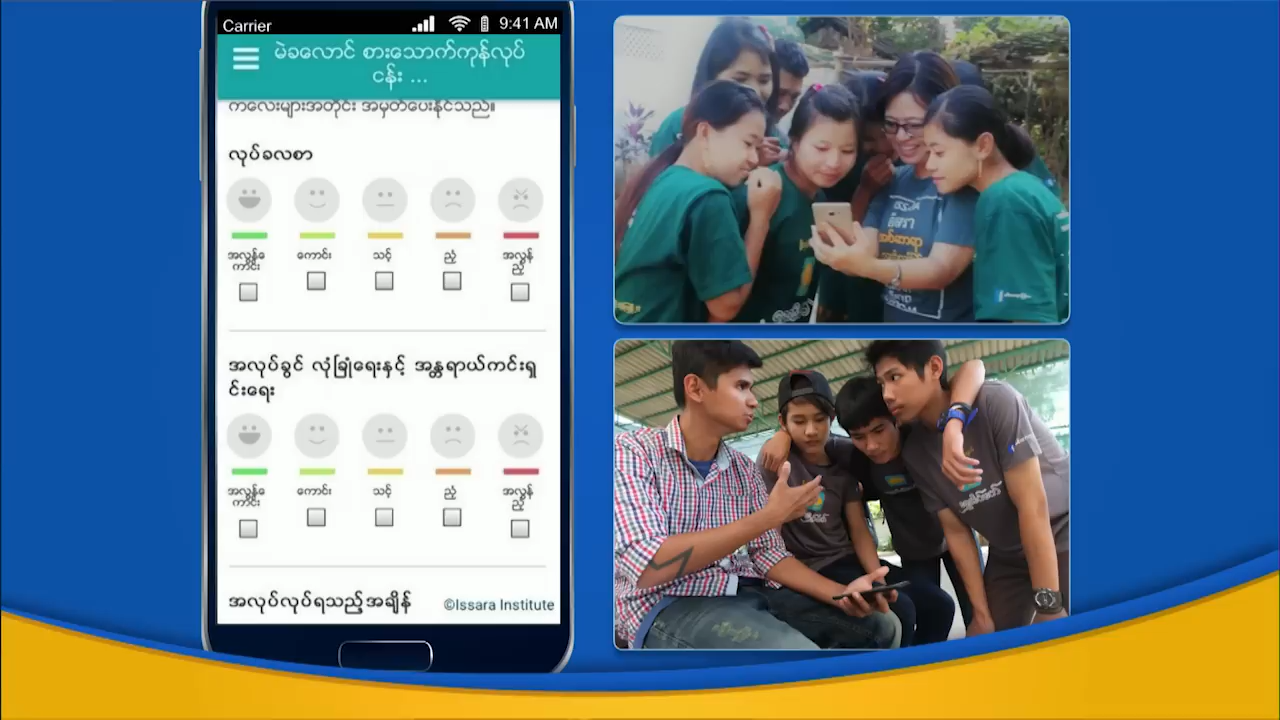 Carrier
9:41 AM
မဲခလောင် စားသောက်ကုန်လုပ်
ငန်း ...
ကလေးများအတိုင်း အမှတ်ပေးနိုင်သည်။
လုပ်ခလစာ
အလွန်ကောင်း ကောင်း သင့် ညံ့ အလွန်ညံ့
အလုပ်ခွင် လုံခြုံရေးနှင့် အန္တရာယ်ကင်းရှ
င်းရေး
အလွန်ကောင်း ကောင်း သင့် ညံ့ အလွန်ညံ့
အလုပ်လုပ်ရသည့်အချိန်
©Issara Institute